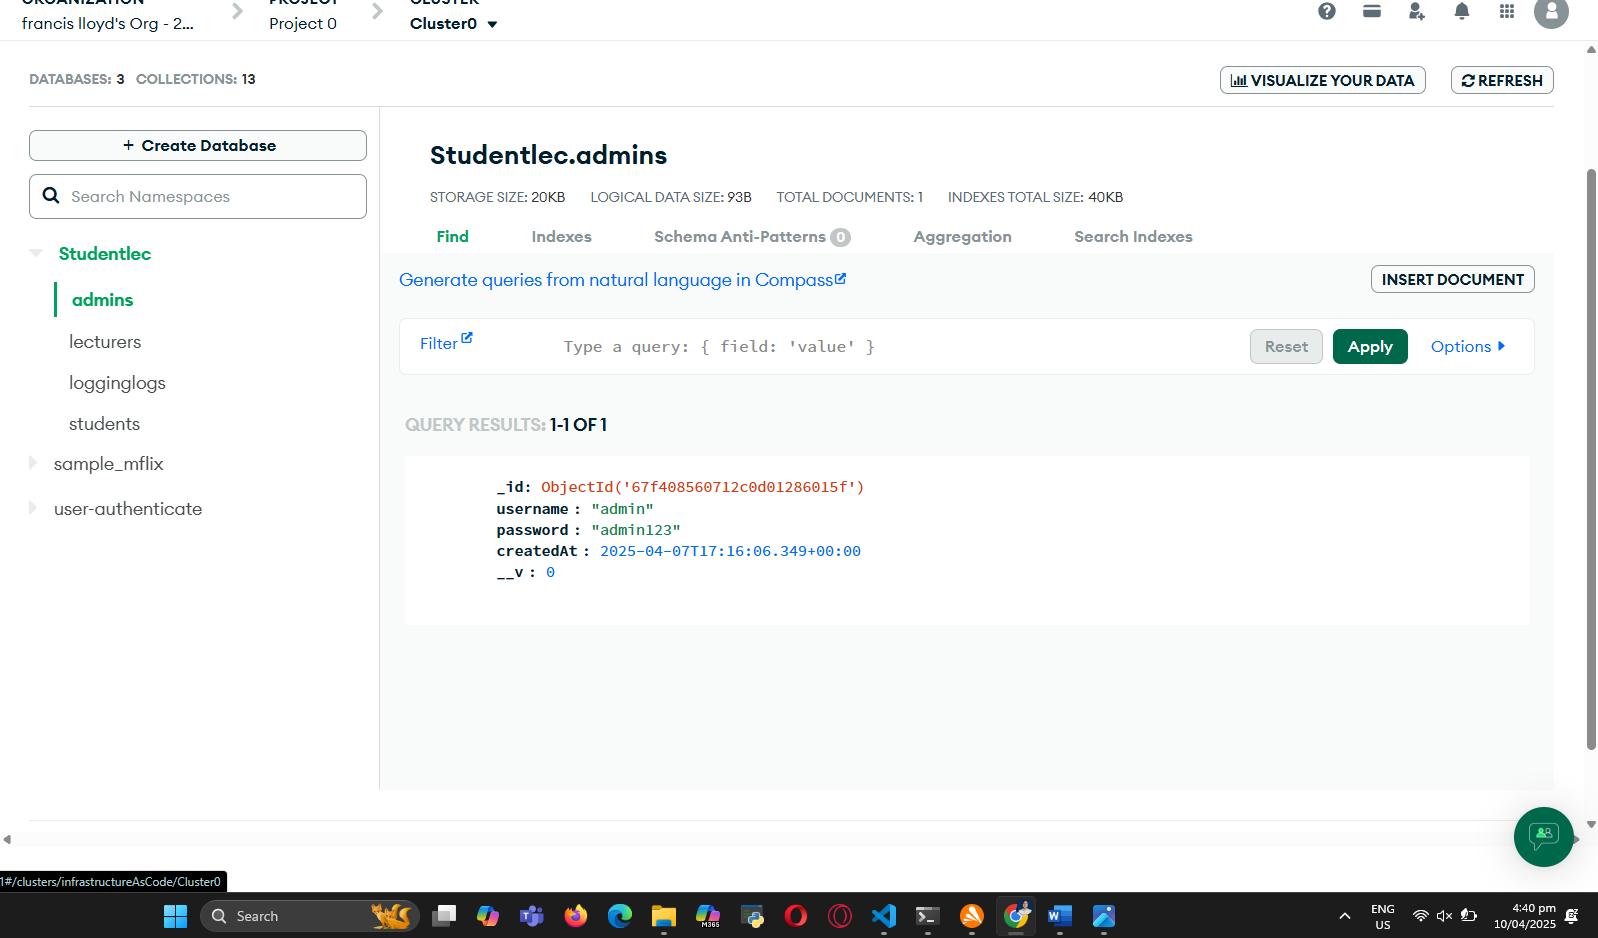 ORGANIZATION
francis lloyd's Org - 2...
PROJECT
Project 0
CLUSTER
Cluster0
DATABASES: 3 COLLECTIONS: 13
VISUALIZE YOUR DATA
REFRESH
+ Create Database
Search Namespaces
Studentlec
admins
lecturers
logginglogs
students
sample_mflix
user-authenticate
Studentlec.admins
STORAGE SIZE: 20KB LOGICAL DATA SIZE: 93B TOTAL DOCUMENTS: 1 INDEXES TOTAL SIZE: 40KB
Find Indexes Schema Anti-Patterns 0 Aggregation Search Indexes
Generate queries from natural language in Compass
INSERT DOCUMENT
Filter
Type a query: { field: 'value' }
Reset
Apply
Options
QUERY RESULTS: 1-1 OF 1
_id: ObjectId('67f408560712c0d01286015f')
username : "admin"
password : "admin123"
createdAt : 2025-04-07T17:16:06.349+00:00
__v : 0
1#/clusters/infrastructureAsCode/Cluster0
Search
M365
ENG
US
4:40 pm
10/04/2025